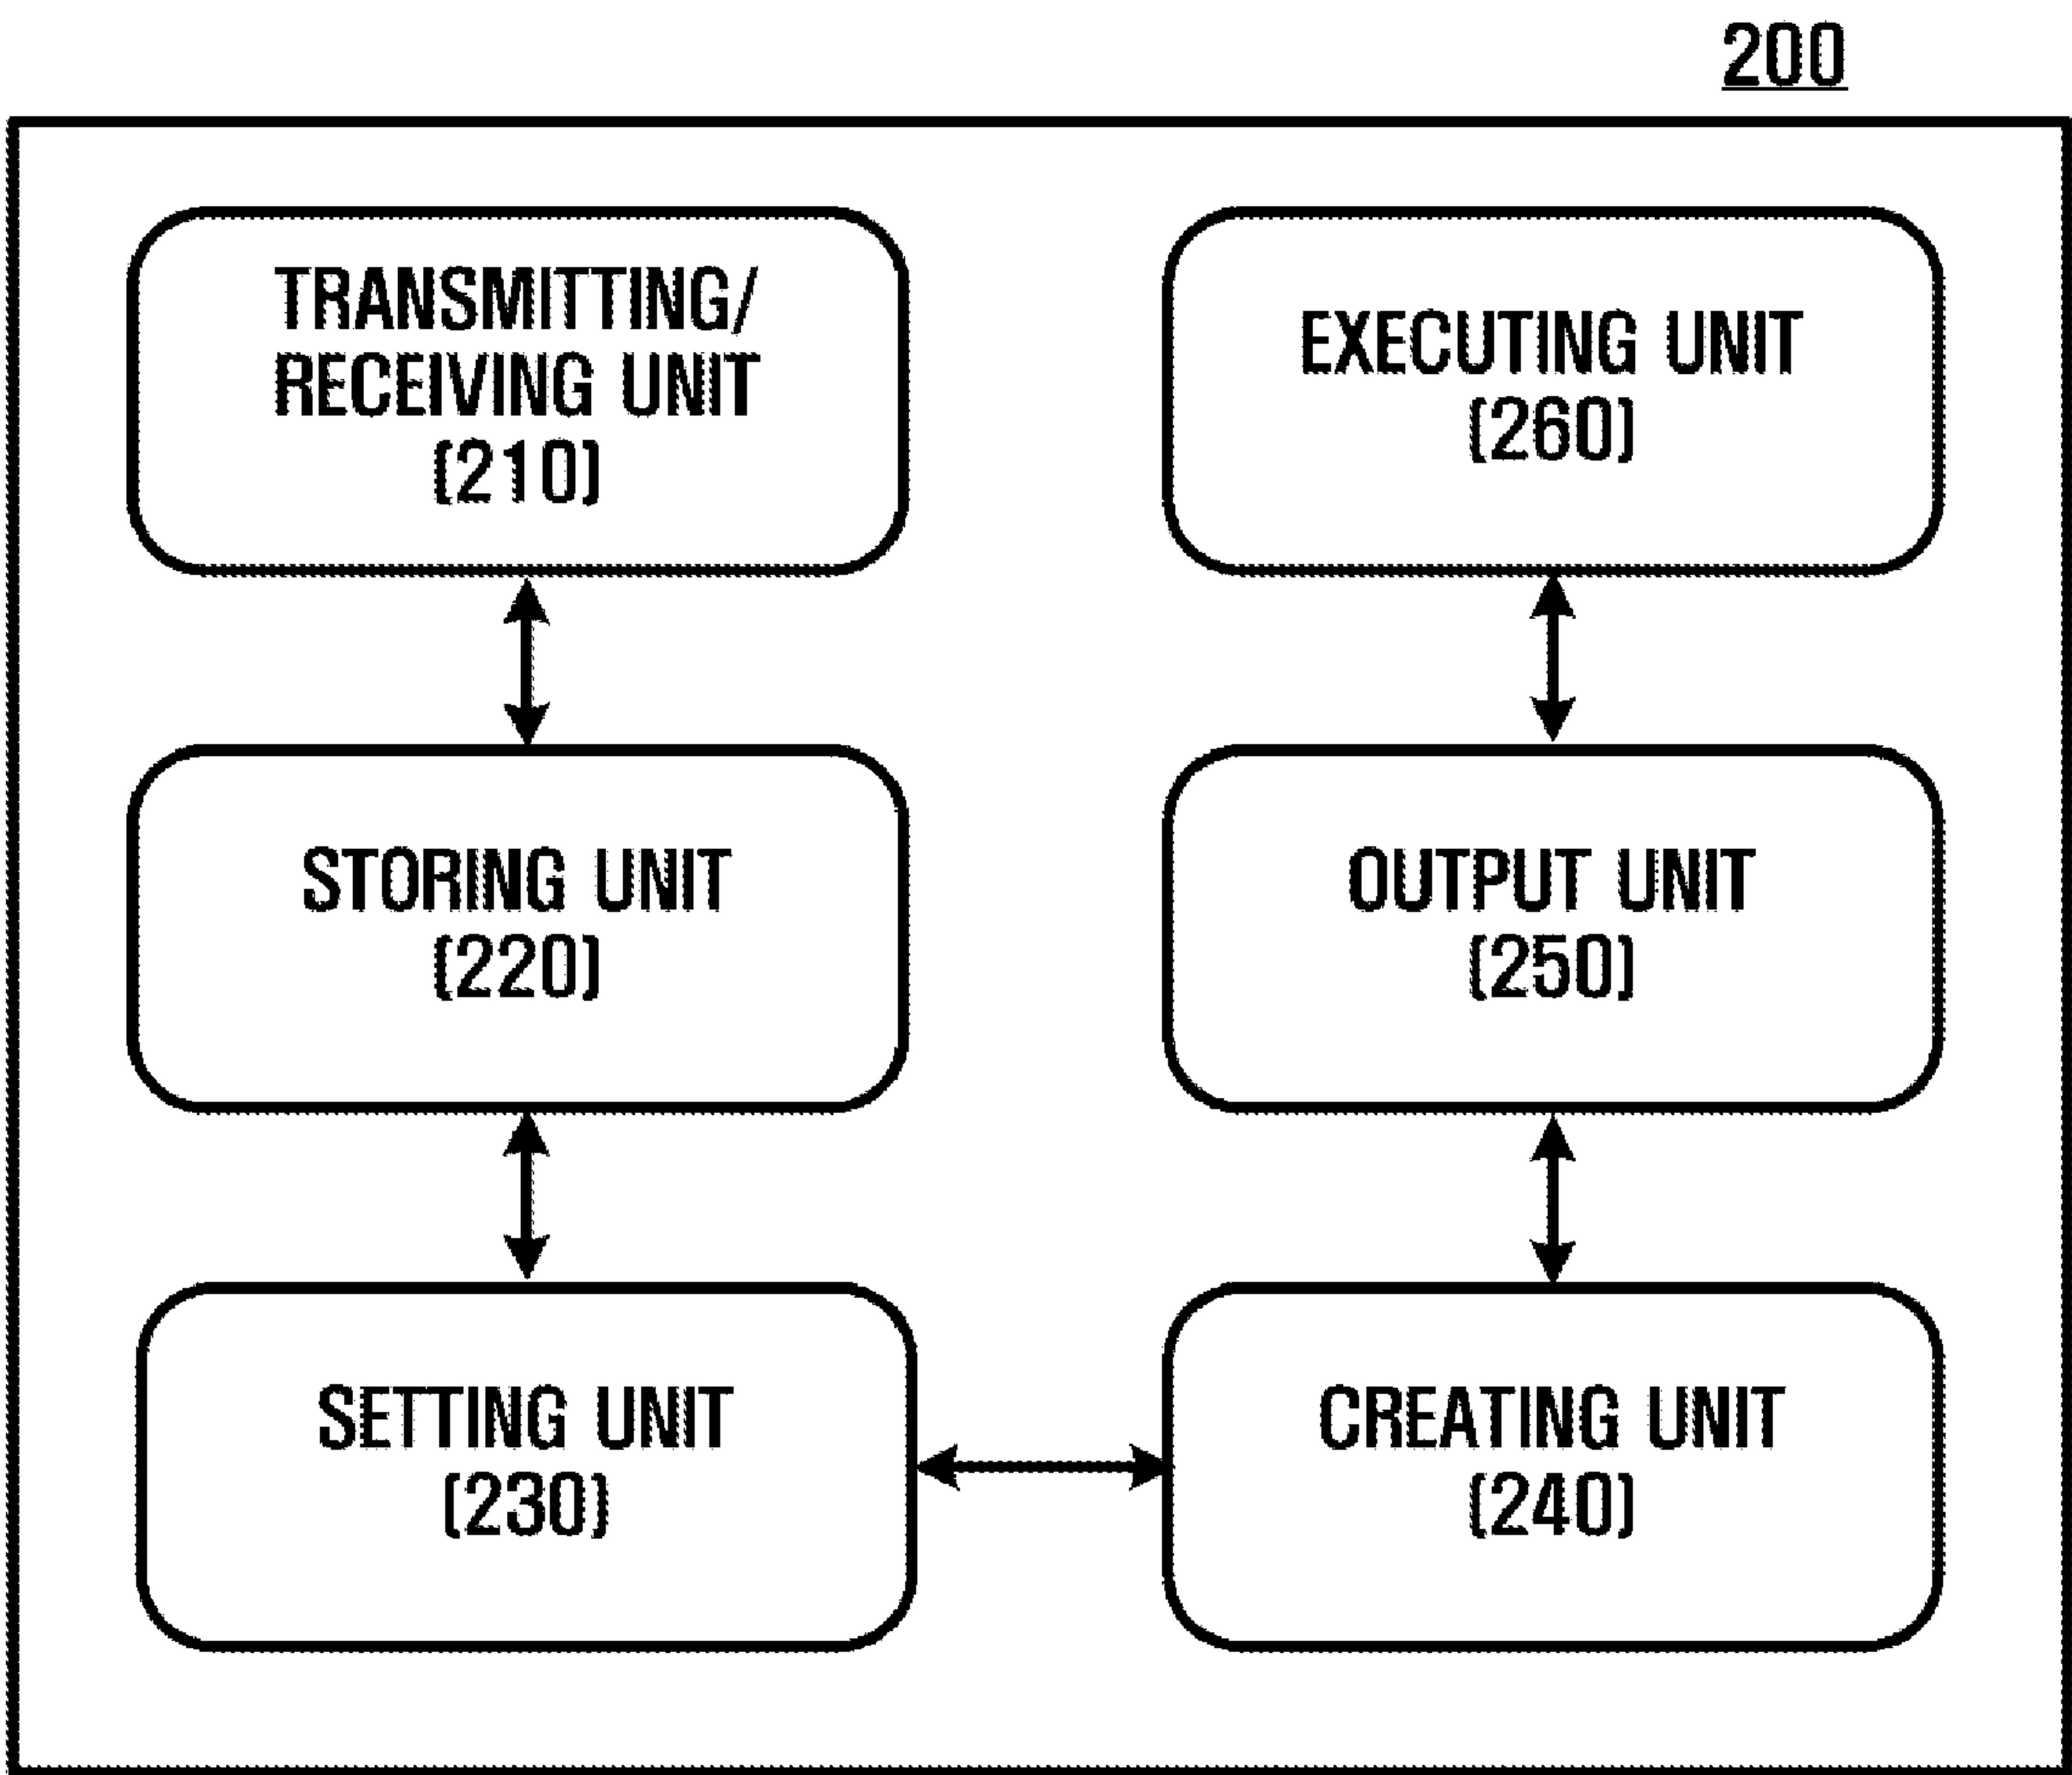 200
TRANSMITTING/
RECEIVING UNIT
(210)
EXECUTING UNIT
(260)
STORING UNIT
(220)
OUTPUT UNIT
(250)
SETTING UNIT
(230)
CREATING UNIT
(240)